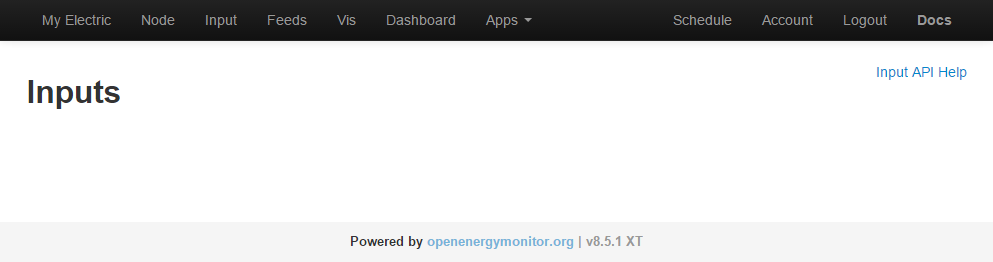 My Electric Node Input Feeds Vis Dashboard Apps Schedule Account Logout Docs
Input API Help
Inputs
Powered by openenergymonitor.org | v8.5.1 XT